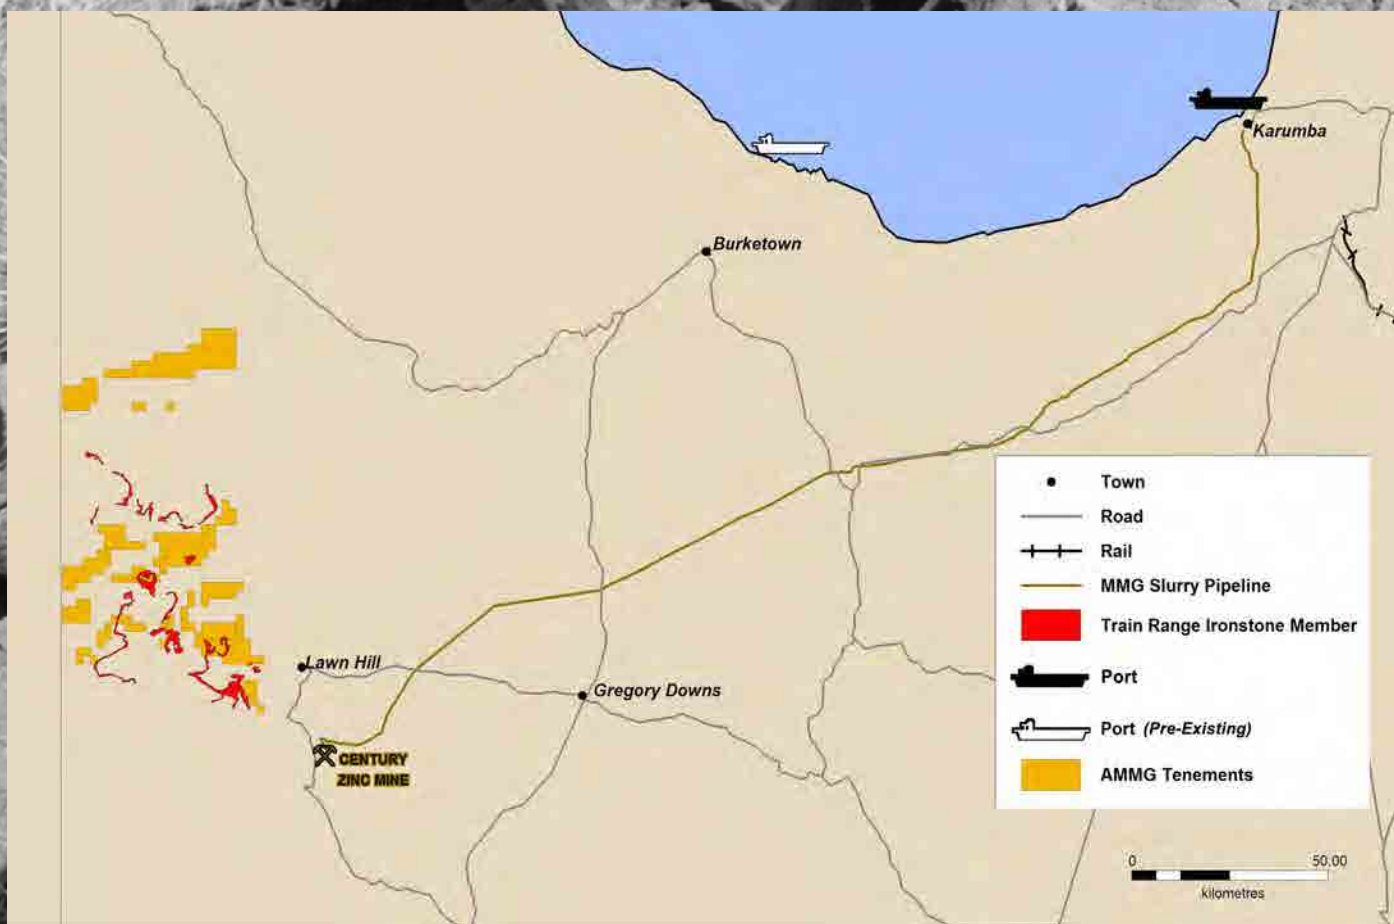 Karumba
Burketown
Lawn Hill
Gregory Downs
CENTURY
ZINC MINE
Town
Road
Rail
MMG Slurry Pipeline
Train Range Ironstone Member
Port
Port (Pre-Existing)
AMMG Tenements
0 50.00
kilometres